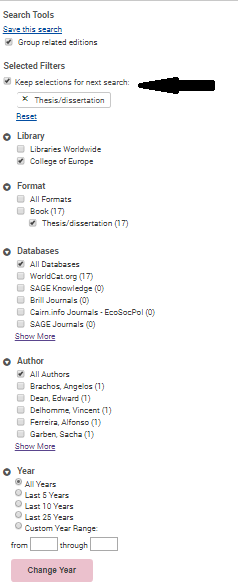 Search Tools
Save this search
Group related editions
Selected Filters
Keep selections for next search:
Thesis/dissertation
Reset
Library
Libraries Worldwide
College of Europe
Format
All Formats
Book (17)
Thesis/dissertation (17)
Databases
All Databases
WorldCat.org (17)
SAGE Knowledge (0)
Brill Journals (0)
Cairn.info Journals - EcoSocPol (0)
SAGE Journals (0)
Show More
Author
All Authors
Brachos, Angelos (1)
Dean, Edward (1)
Delhomme, Vincent (1)
Ferreira, Alfonso (1)
Garben, Sacha (1)
Show More
Year
All Years
Last 5 Years
Last 10 Years
Last 25 Years
Custom Year Range:
from through
Change Year